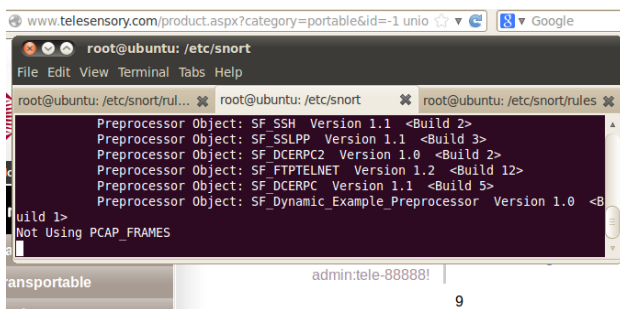 www.telesensory.com/product.aspx?category=portable&id=-1 unio
Google
root@ubuntu: /etc/snort
File Edit View Terminal Tabs Help
root@ubuntu: /etc/snort/rul...
root@ubuntu: /etc/snort
root@ubuntu: /etc/snort/rules
Preprocessor Object: SF_SSH Version 1.1 <Build 2>
Preprocessor Object: SF_SSLPP Version 1.1 <Build 3>
Preprocessor Object: SF_DCERPC2 Version 1.0 <Build 2>
Preprocessor Object: SF_FTPTELNET Version 1.2 <Build 12>
Preprocessor Object: SF_DCERPC Version 1.1 <Build 5>
Preprocessor Object: SF_Dynamic_Example_Preprocessor Version 1.0 <B
uild 1>
Not Using PCAP_FRAMES
admin:tele-88888!
ansportable
9